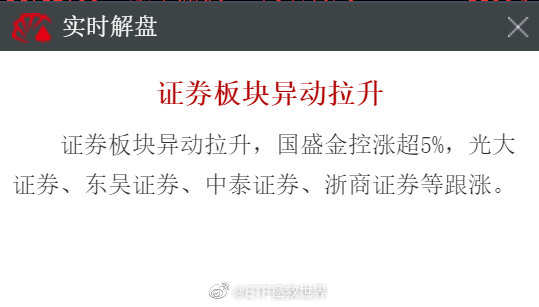 实时解盘
证券板块异动拉升
证券板块异动拉升，国盛金控涨超5%，光大
证券、东吴证券、中泰证券、浙商证券等跟涨。
@ETF拯救世界